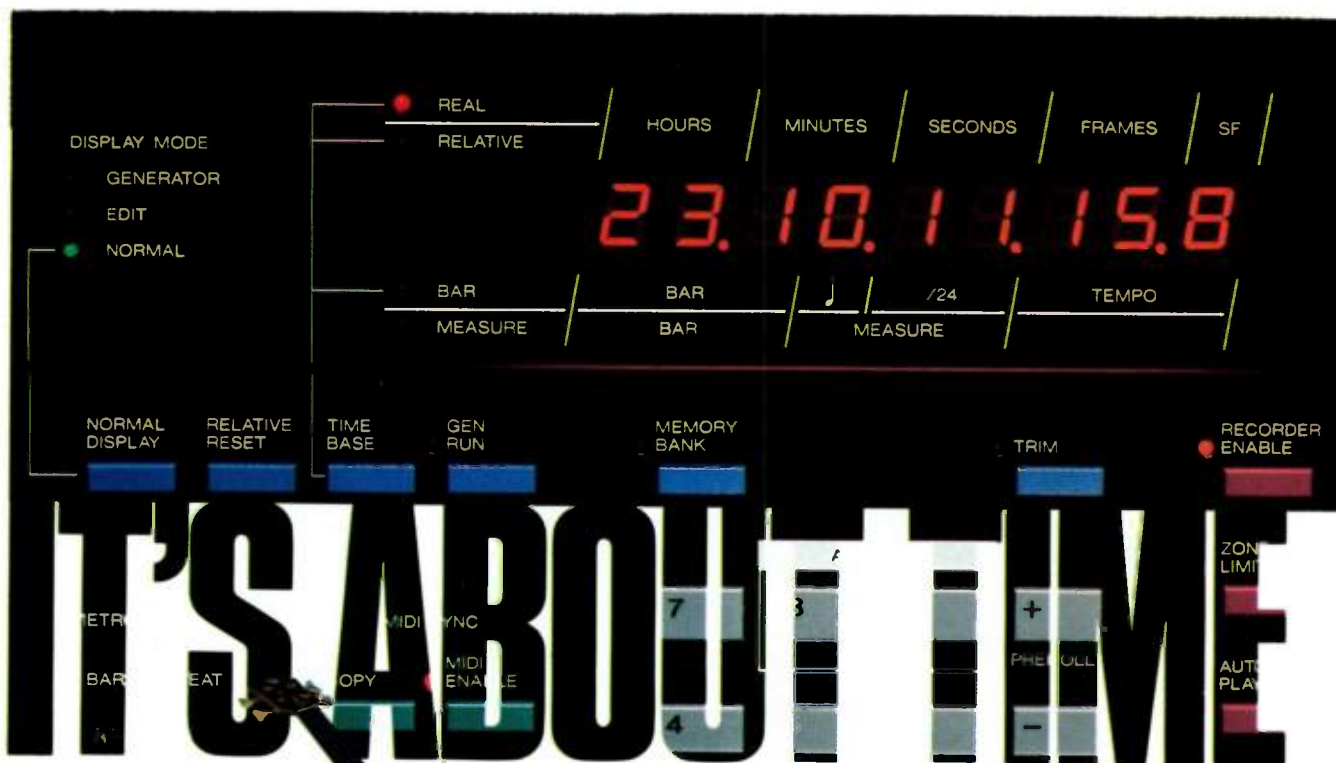 REAL
HOURS MINUTES SECONDS FRAMES SF
RELATIVE
DISPLAY MODE
GENERATOR
EDIT
NORMAL
23.10.11.15.8
BAR BAR ♩ /24 TEMPO
MEASURE BAR MEASURE
NORMAL DISPLAY
RELATIVE RESET
TIME BASE
GEN RUN
MEMORY BANK
TRIM
RECORDER ENABLE
IT'S ABOUT TIME
7
+
4
MIDI ENABLE
-